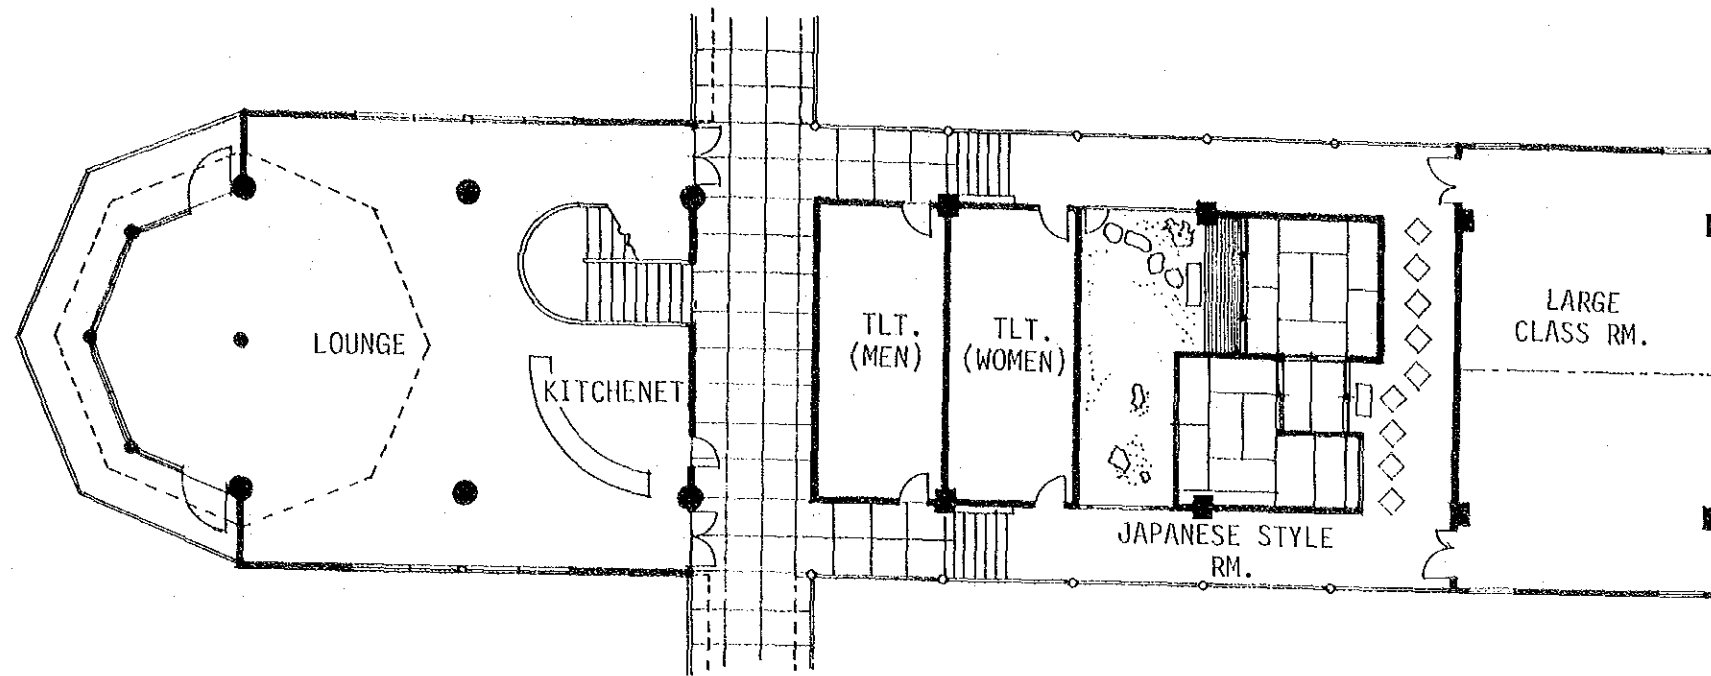 LOUNGE
KITCHENET
TLT.
(MEN)
TLT.
(WOMEN)
JAPANESE STYLE
RM.
LARGE
CLASS RM.